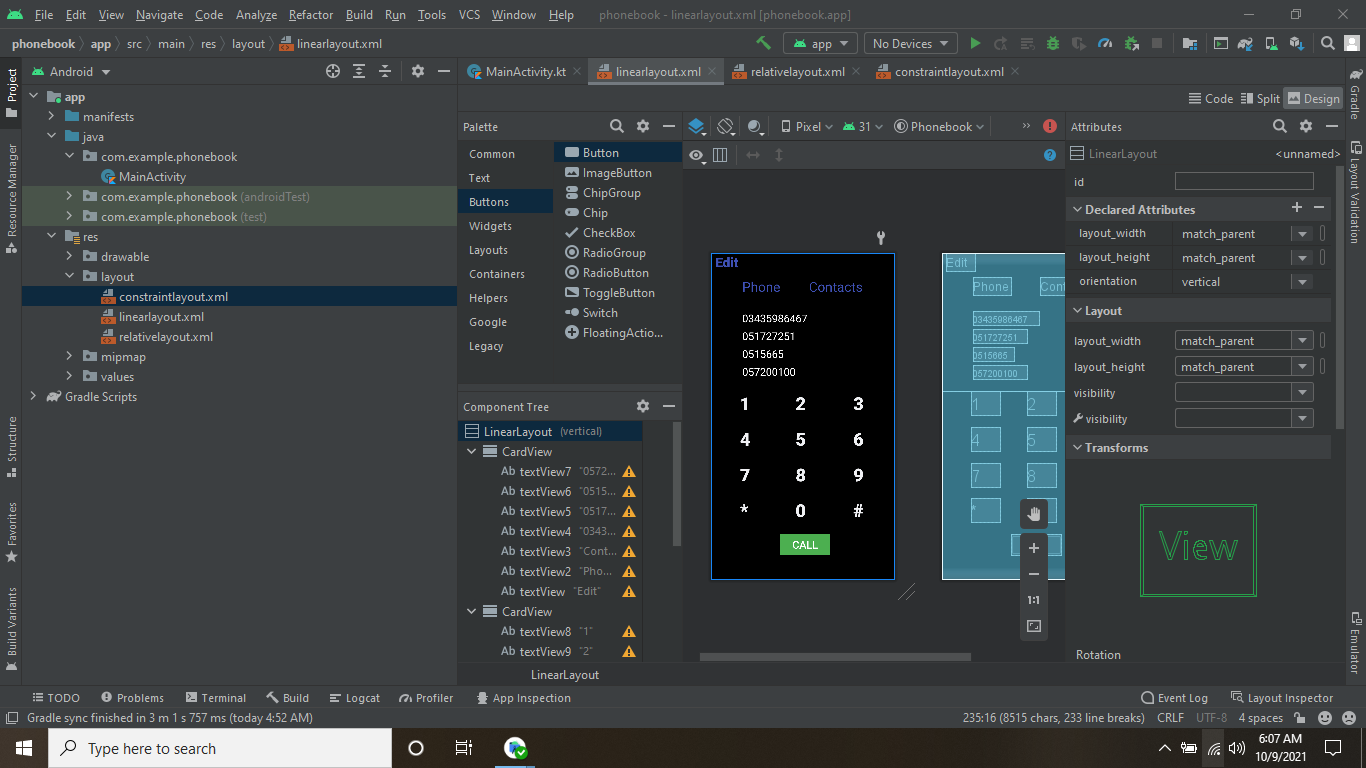 File Edit View Navigate Code Analyze Refactor Build Run Tools VCS Window Help phonebook - linearlayout.xml [phonebook.app]
phonebook app src main res layout linearlayout.xml app No Devices
Android MainActivity.kt linearlayout.xml relativelayout.xml constraintlayout.xml
Code Split Design
Project
Resource Manager
Structure
Favorites
Build Variants
app
manifests
java
com.example.phonebook
MainActivity
com.example.phonebook (androidTest)
com.example.phonebook (test)
res
drawable
layout
constraintlayout.xml
linearlayout.xml
relativelayout.xml
mipmap
values
Gradle Scripts
Palette
Common
Text
Buttons
Widgets
Layouts
Containers
Helpers
Google
Legacy
Button
ImageButton
ChipGroup
Chip
CheckBox
RadioGroup
RadioButton
ToggleButton
Switch
FloatingActio...
Component Tree
LinearLayout (vertical)
CardView
Ab textView7 "0572...
Ab textView6 "0515...
Ab textView5 "0517...
Ab textView4 "0343...
Ab textView3 "Cont...
Ab textView2 "Pho...
Ab textView "Edit"
CardView
Ab textView8 "1"
Ab textView9 "2"
Pixel 31 Phonebook
Edit
Phone Contacts
03435986467
051727251
0515665
057200100
1 2 3
4 5 6
7 8 9
* 0 #
CALL
Edit
Phone Cont
03435986467
051727251
0515665
057200100
1 2
4 5
7 8
*
1:1
LinearLayout
Attributes
LinearLayout <unnamed>
id
Declared Attributes
layout_width match_parent
layout_height match_parent
orientation vertical
Layout
layout_width match_parent
layout_height match_parent
visibility
visibility
Transforms
View
Rotation
Gradle
Layout Validation
Emulator
TODO Problems Terminal Build Logcat Profiler App Inspection Event Log Layout Inspector
Gradle sync finished in 3 m 1 s 757 ms (today 4:52 AM) 235:16 (8515 chars, 233 line breaks) CRLF UTF-8 4 spaces
Type here to search
6:07 AM
10/9/2021